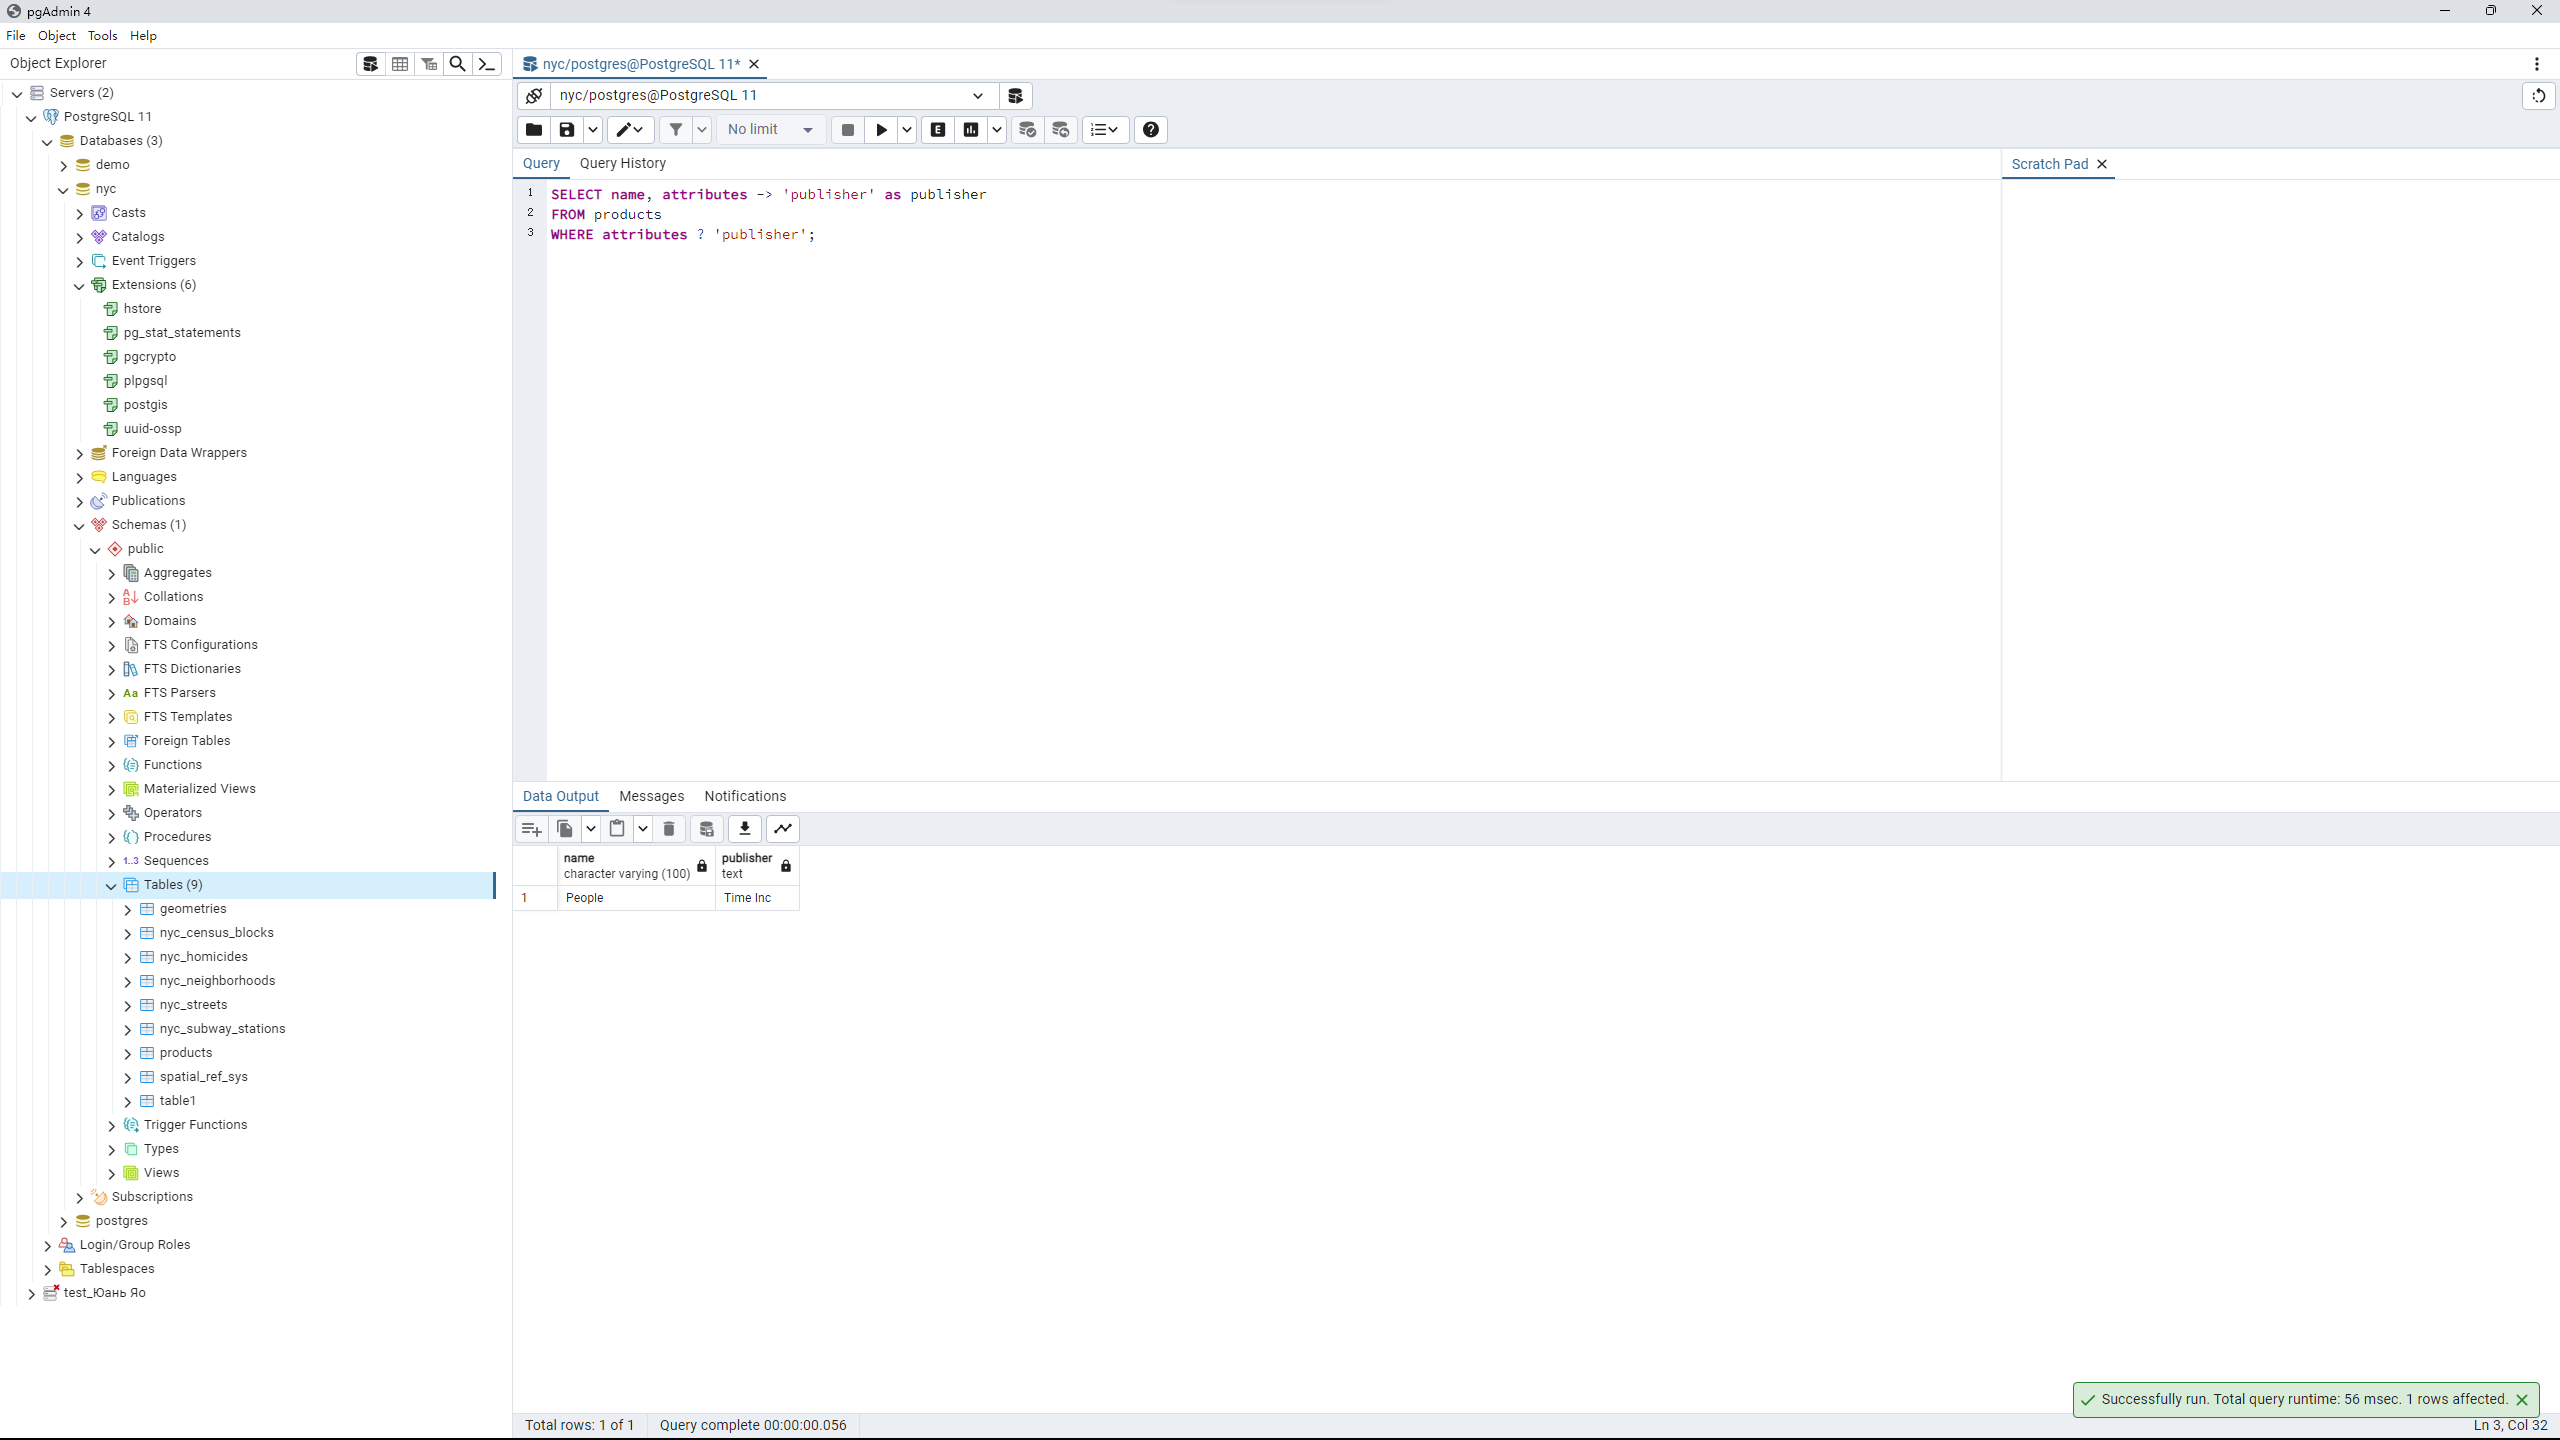 pgAdmin 4
File Object Tools Help
Object Explorer
nyc/postgres@PostgreSQL 11*
Servers (2)
PostgreSQL 11
Databases (3)
demo
nyc
Casts
Catalogs
Event Triggers
Extensions (6)
hstore
pg_stat_statements
pgcrypto
plpgsql
postgis
uuid-ossp
Foreign Data Wrappers
Languages
Publications
Schemas (1)
public
Aggregates
Collations
Domains
FTS Configurations
FTS Dictionaries
Aa FTS Parsers
FTS Templates
Foreign Tables
Functions
Materialized Views
Operators
Procedures
1..3 Sequences
Tables (9)
geometries
nyc_census_blocks
nyc_homicides
nyc_neighborhoods
nyc_streets
nyc_subway_stations
products
spatial_ref_sys
table1
Trigger Functions
Types
Views
Subscriptions
postgres
Login/Group Roles
Tablespaces
test_Юань Яо
nyc/postgres@PostgreSQL 11
No limit
E
Query Query History
Scratch Pad
1 SELECT name, attributes -> 'publisher' as publisher
2 FROM products
3 WHERE attributes ? 'publisher';
Data Output Messages Notifications
name publisher
character varying (100) text
1 People Time Inc
Successfully run. Total query runtime: 56 msec. 1 rows affected.
Total rows: 1 of 1 Query complete 00:00:00.056 Ln 3, Col 32